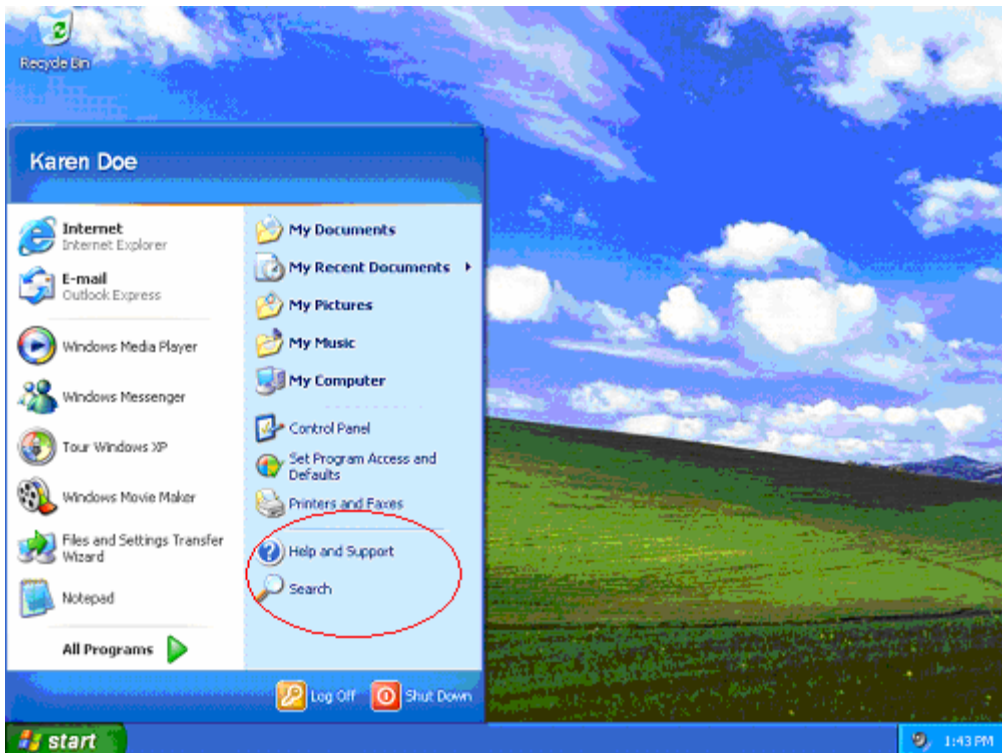 Recycle Bin
Karen Doe
Internet
Internet Explorer
E-mail
Outlook Express
Windows Media Player
Windows Messenger
Tour Windows XP
Windows Movie Maker
Files and Settings Transfer
Wizard
Notepad
All Programs
My Documents
My Recent Documents
My Pictures
My Music
My Computer
Control Panel
Set Program Access and
Defaults
Printers and Faxes
Help and Support
Search
Log Off
Shut Down
start
1:43 PM